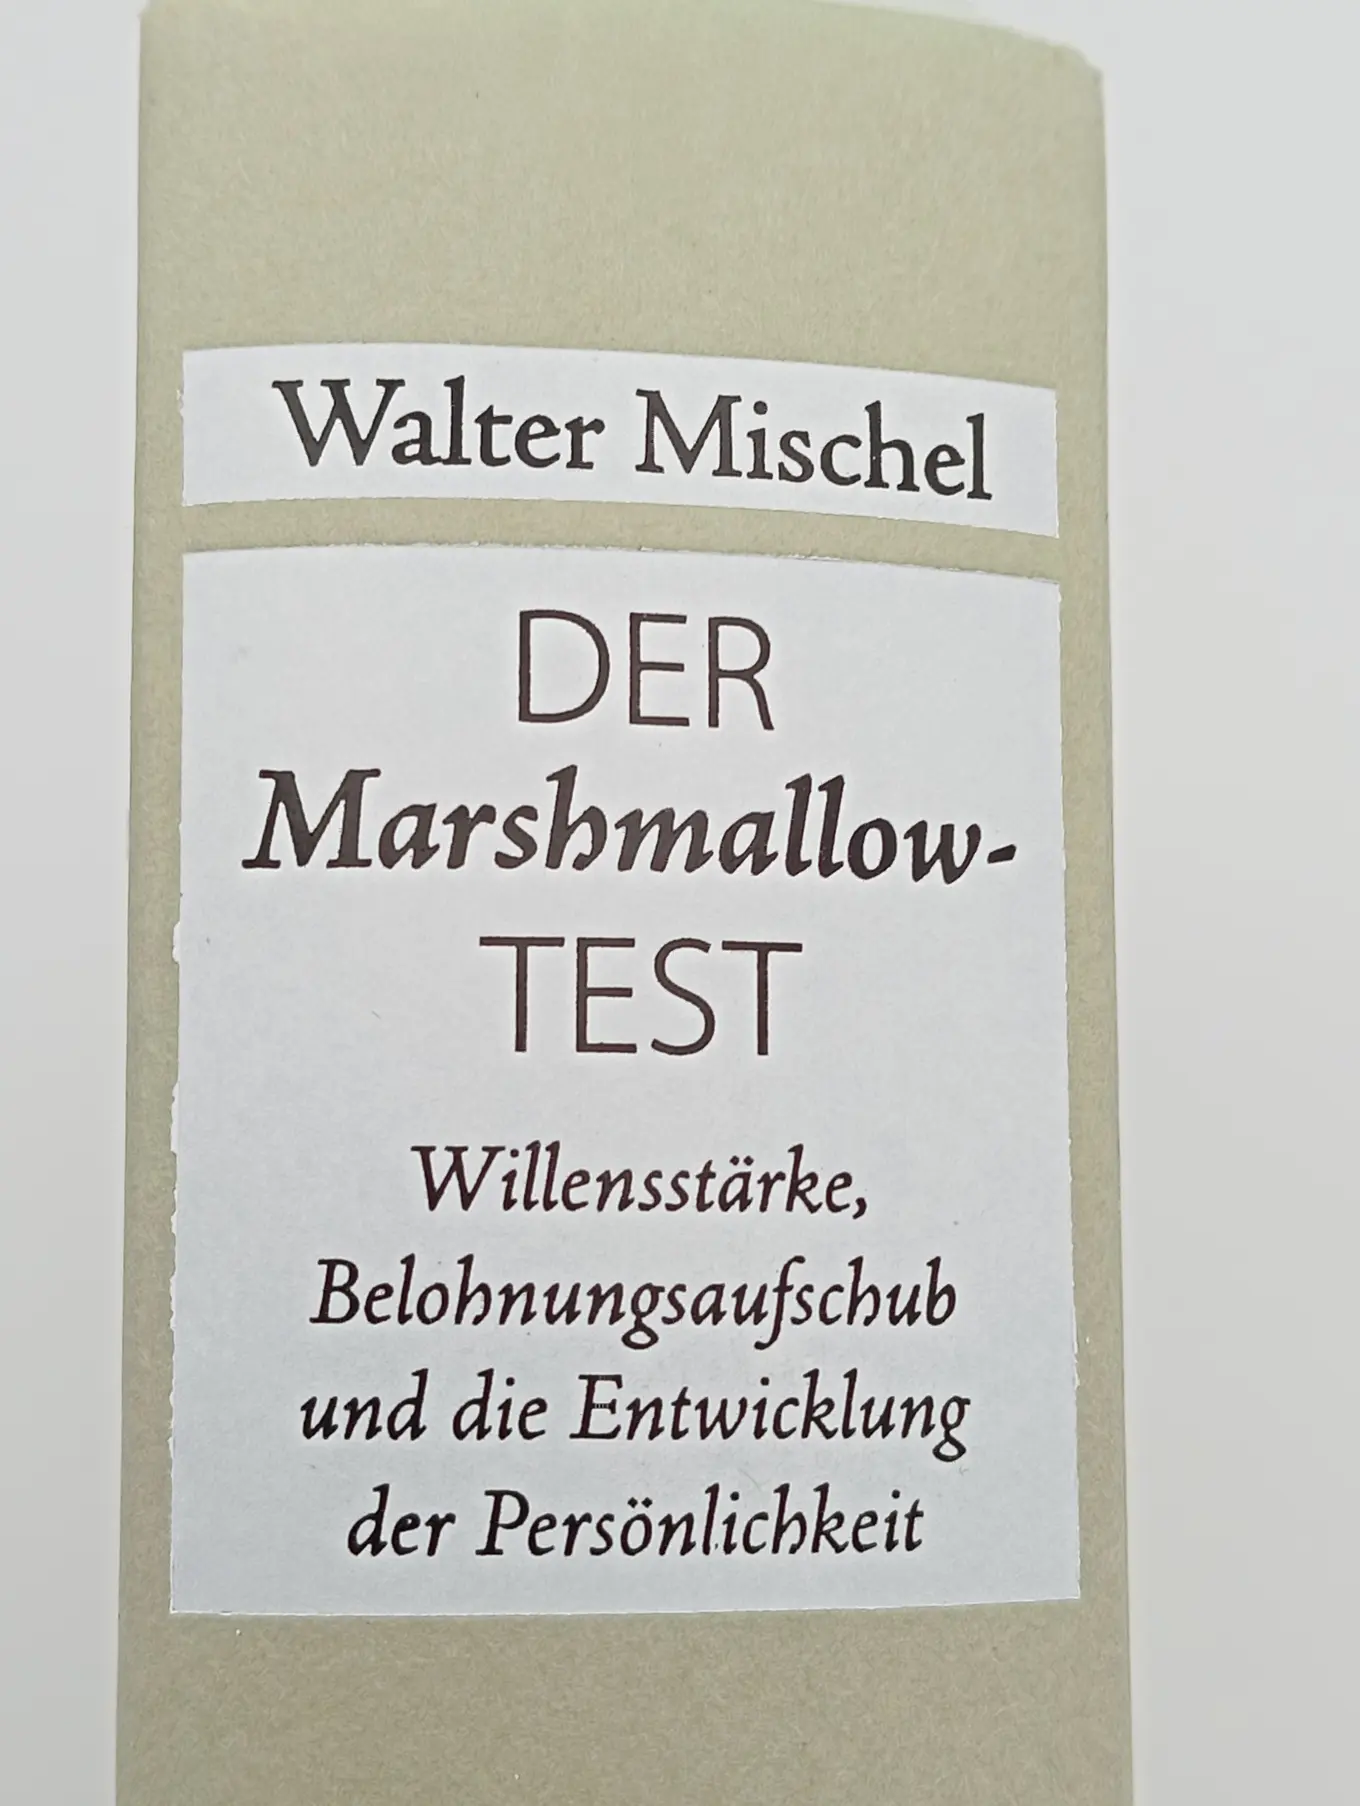 Walter Mischel
DER
Marshmallow-
TEST
Willensstärke,
Belohnungsaufschub
und die Entwicklung
der Persönlichkeit